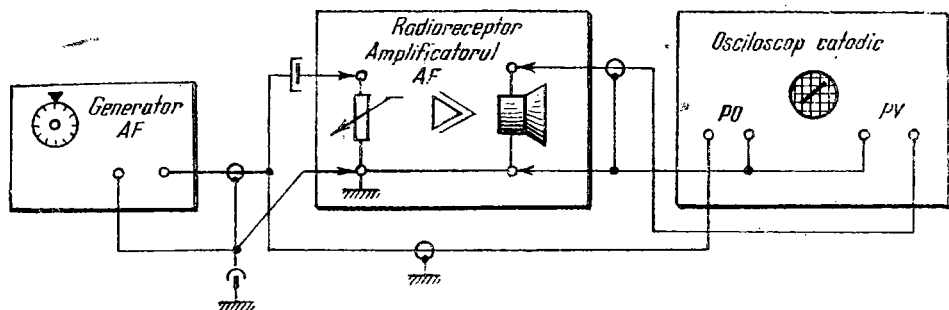 Generator
AF
Radioreceptor
Amplificatorul
AF
Osciloscop catodic
PO
PV